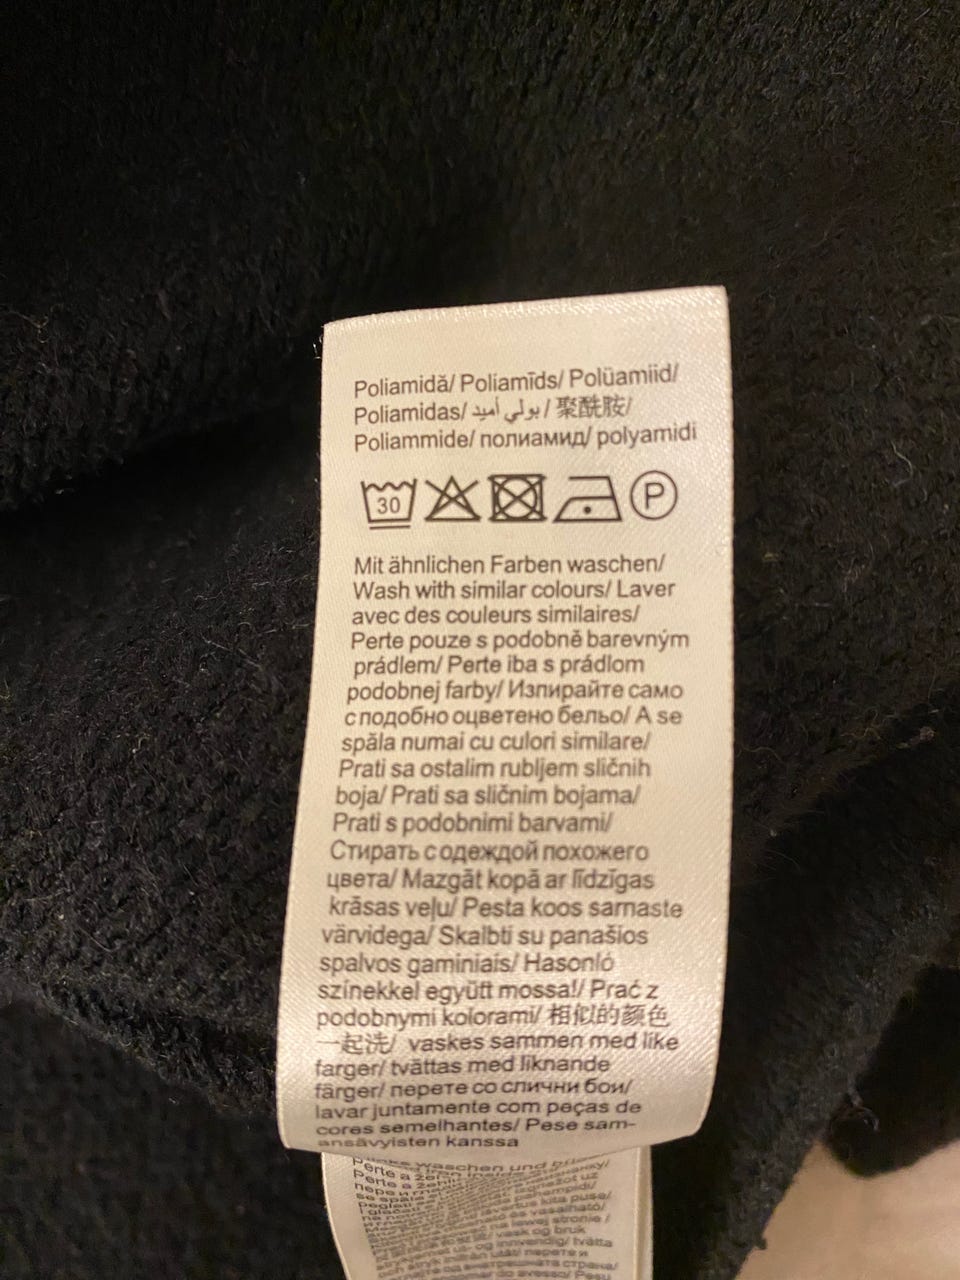 Poliamidă/ Poliamīds/ Polüamiid/
Poliamidas/ بولي أميد/ 聚酰胺/
Poliammide/ полиамид/ polyamidi
30 P
Mit ähnlichen Farben waschen/
Wash with similar colours/ Laver
avec des couleurs similaires/
Perte pouze s podobně barevným
prádlem/ Perte iba s prádlom
podobnej farby/ Изпирайте само
с подобно оцветено бельо/ A se
spăla numai cu culori similare/
Prati sa ostalim rubljem sličnih
boja/ Prati sa sličnim bojama/
Prati s podobnimi barvami/
Стирать с одеждой похожего
цвета/ Mazgāt kopā ar līdzīgas
krāsas veļu/ Pesta koos sarnaste
värvidega/ Skalbti su panašios
spalvos gaminiais/ Hasonló
színekkel együtt mossa!/ Prać z
podobnymi kolorami/ 相似的颜色
一起洗/ vaskes sammen med like
farger/ tvättas med liknande
färger/ перете со слични бои/
lavar juntamente com peças de
cores semelhantes/ Pese sam-
ansävyisten kanssa
waschen und
perte a